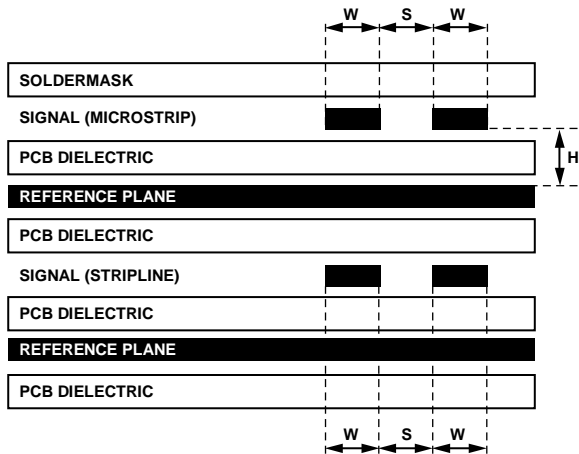 W S W
SOLDERMASK
SIGNAL (MICROSTRIP)
H
PCB DIELECTRIC
REFERENCE PLANE
PCB DIELECTRIC
SIGNAL (STRIPLINE)
PCB DIELECTRIC
REFERENCE PLANE
PCB DIELECTRIC
W S W